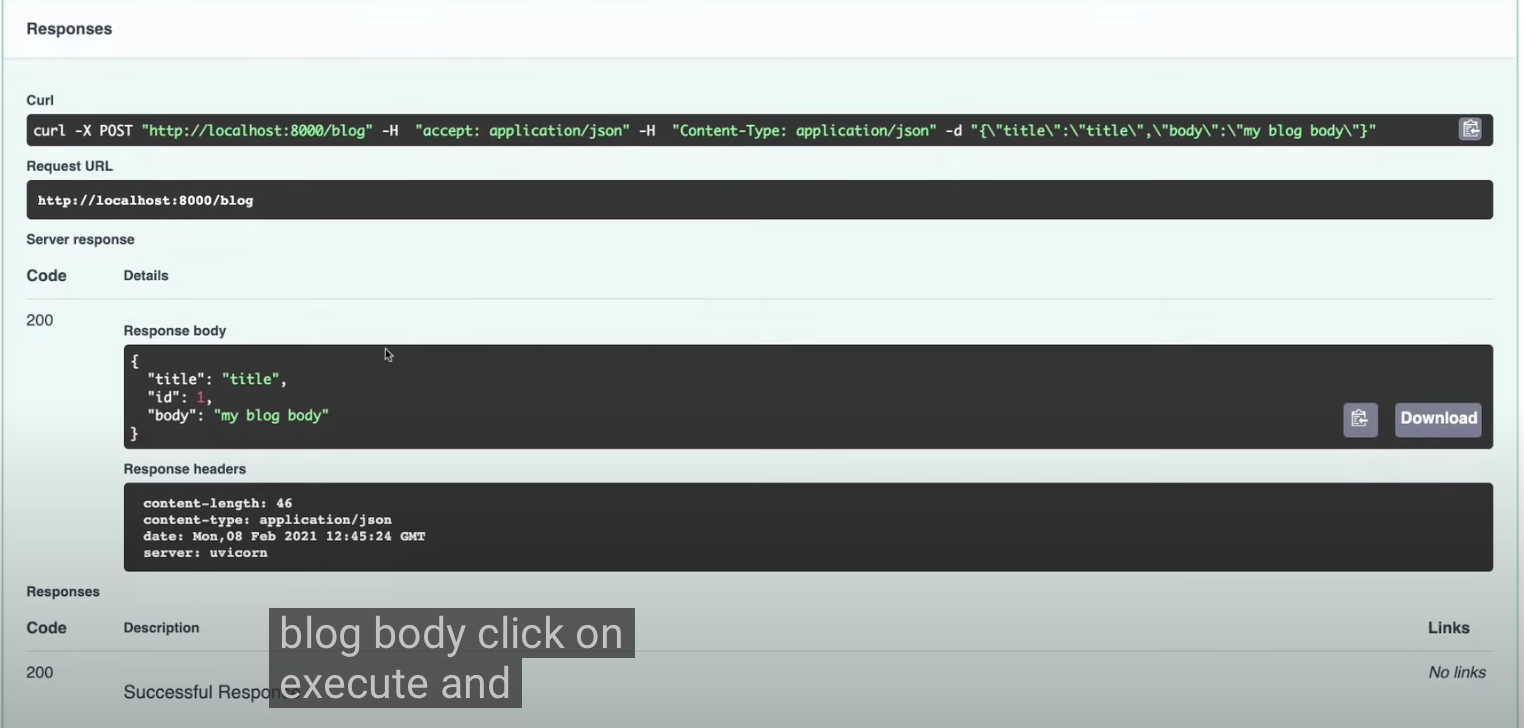 Responses
Curl
curl -X POST "http://localhost:8000/blog" -H  "accept: application/json" -H  "Content-Type: application/json" -d "{\"title\":\"title\",\"body\":\"my blog body\"}"
Request URL
http://localhost:8000/blog
Server response
Code Details
200
Response body
{
  "title": "title",
  "id": 1,
  "body": "my blog body"
}
Download
Response headers
content-length: 46
content-type: application/json
date: Mon,08 Feb 2021 12:45:24 GMT
server: uvicorn
Responses
Code Description Links
200 No links
Successful Respon
blog body click on
execute and